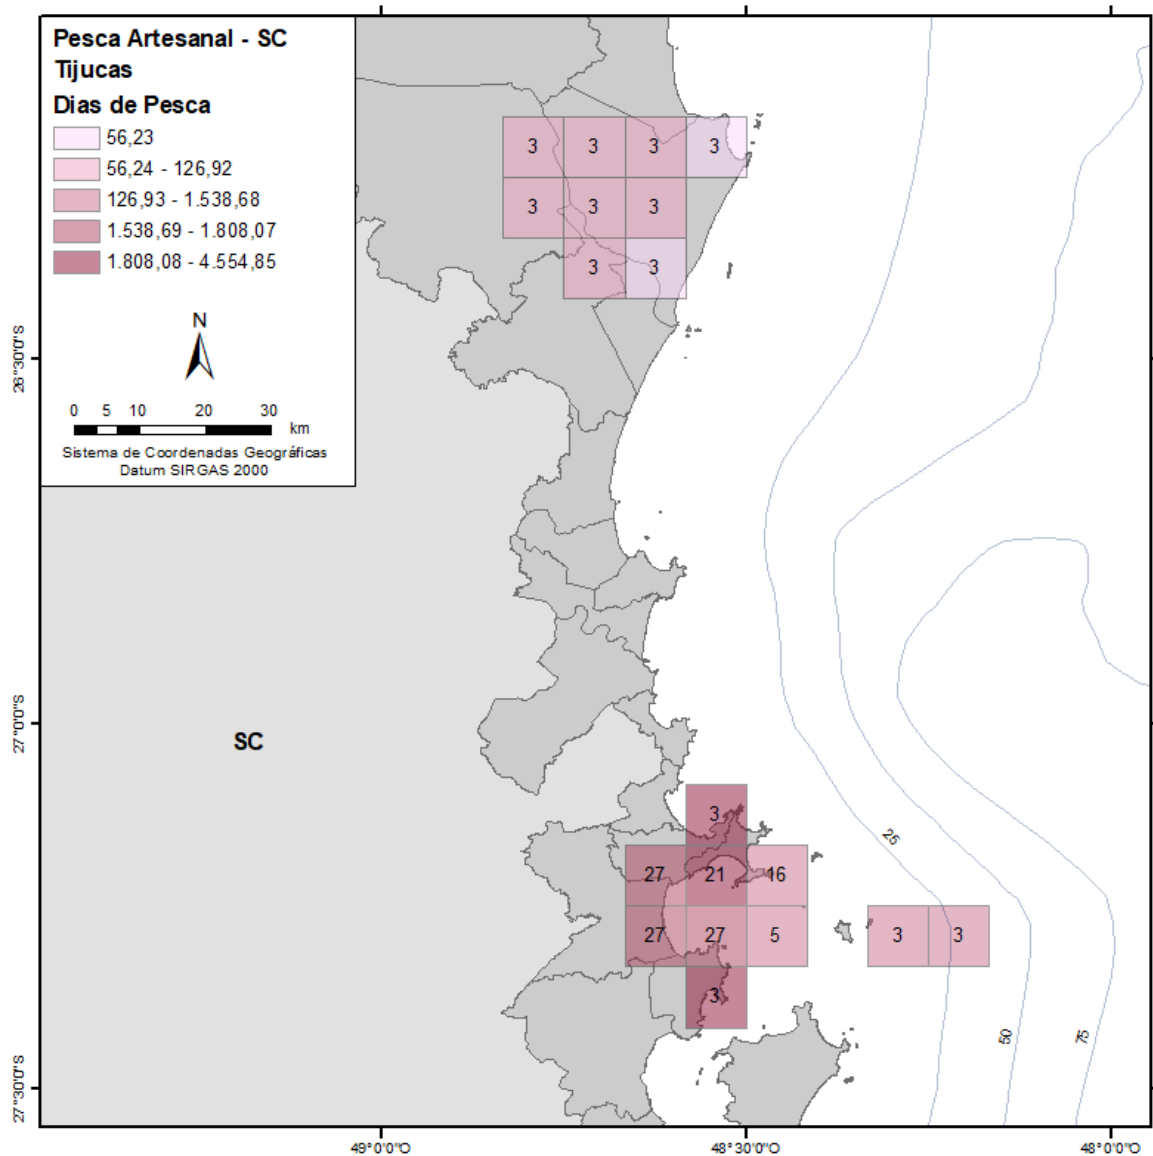 Pesca Artesanal - SC
Tijucas
Dias de Pesca
56,23
56,24 - 126,92
126,93 - 1.538,68
1.538,69 - 1.808,07
1.808,08 - 4.554,85
N
0 5 10 20 30
km
Sistema de Coordenadas Geográficas
Datum SIRGAS 2000
3 3 3 3
3 3 3
3 3
26°30'0"S
27°0'0"S
SC
3
25
27 21 16
27 27 5 3 3
3
50 75
27°30'0"S
49°0'0"O 48°30'0"O 48°0'0"O